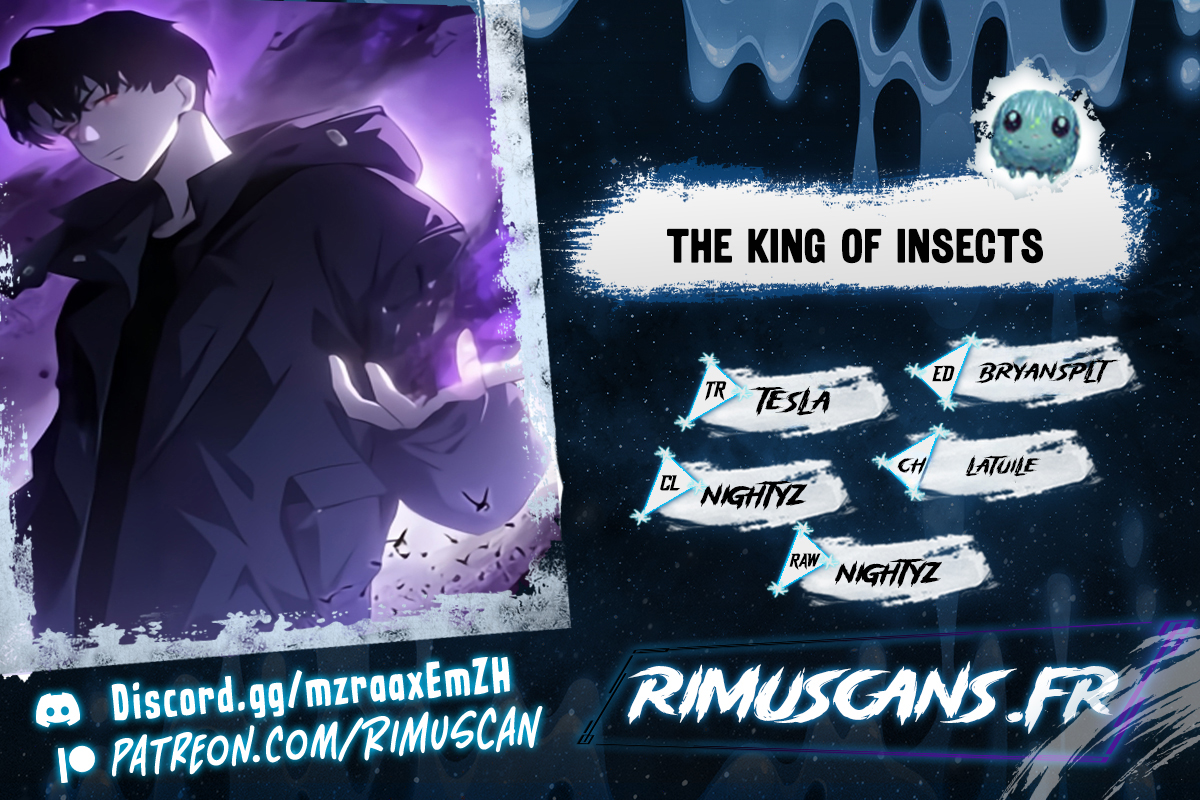 THE KING OF INSECTS
TR TESLA
ED BRYANSPLT
CL NIGHTYZ
CH LATUILE
RAW NIGHTYZ
Discord.gg/mzraaxEmZH
PATREON.COM/RIMUSCAN
RIMUSCANS.FR